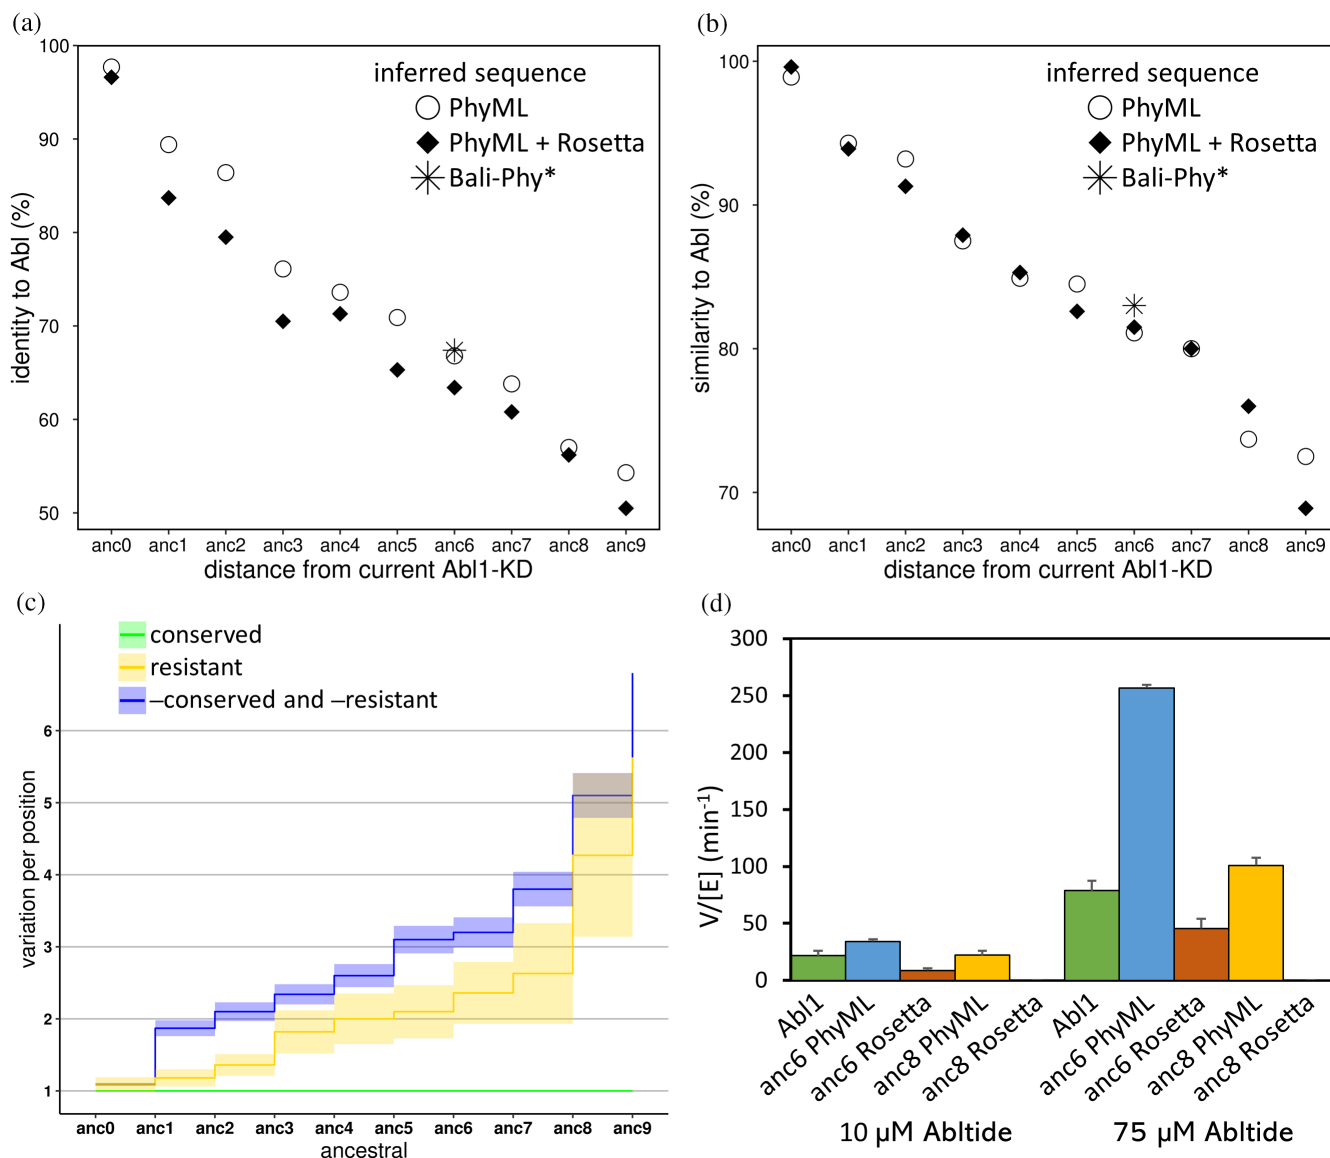 (a)
100
90
80
70
60
50
identity to Abl (%)
inferred sequence
PhyML
PhyML + Rosetta
Bali-Phy*
anc0 anc1 anc2 anc3 anc4 anc5 anc6 anc7 anc8 anc9
distance from current Abl1-KD
(b)
100
90
80
70
similarity to Abl (%)
inferred sequence
PhyML
PhyML + Rosetta
Bali-Phy*
anc0 anc1 anc2 anc3 anc4 anc5 anc6 anc7 anc8 anc9
distance from current Abl1-KD
(c)
conserved
resistant
–conserved and –resistant
6
5
4
3
2
1
variation per position
anc0 anc1 anc2 anc3 anc4 anc5 anc6 anc7 anc8 anc9
ancestral
(d)
300
250
200
150
100
50
0
V/[E] (min-1)
Abl1
anc6 PhyML
anc6 Rosetta
anc8 PhyML
anc8 Rosetta
Abl1
anc6 PhyML
anc6 Rosetta
anc8 PhyML
anc8 Rosetta
10 µM Abltide
75 µM Abltide